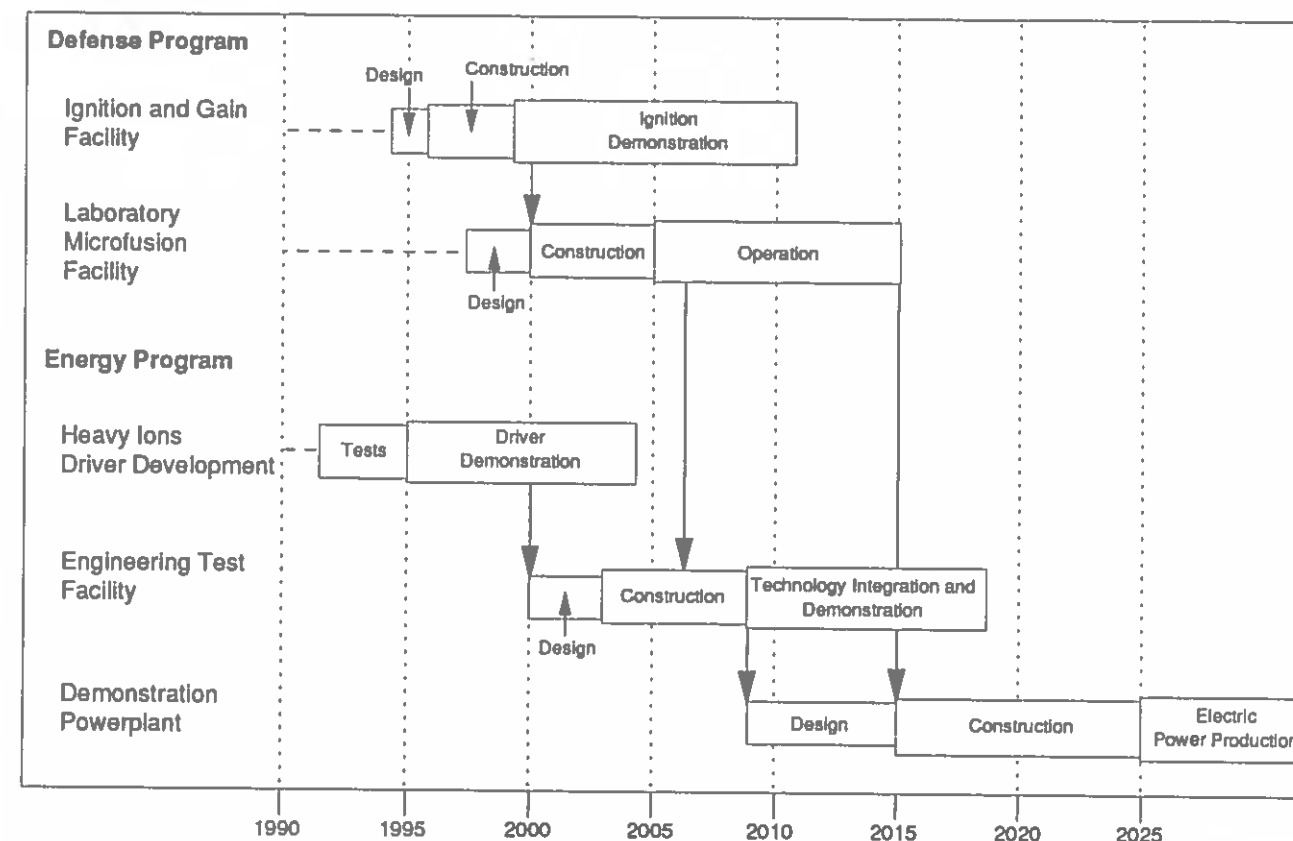 Defense Program
Design
Construction
Ignition and Gain
Facility
Ignition
Demonstration
Laboratory
Microfusion
Facility
Construction
Operation
Design
Energy Program
Heavy Ions
Driver Development
Tests
Driver
Demonstration
Engineering Test
Facility
Construction
Technology Integration and
Demonstration
Design
Demonstration
Powerplant
Design
Construction
Electric
Power Production
1990
1995
2000
2005
2010
2015
2020
2025